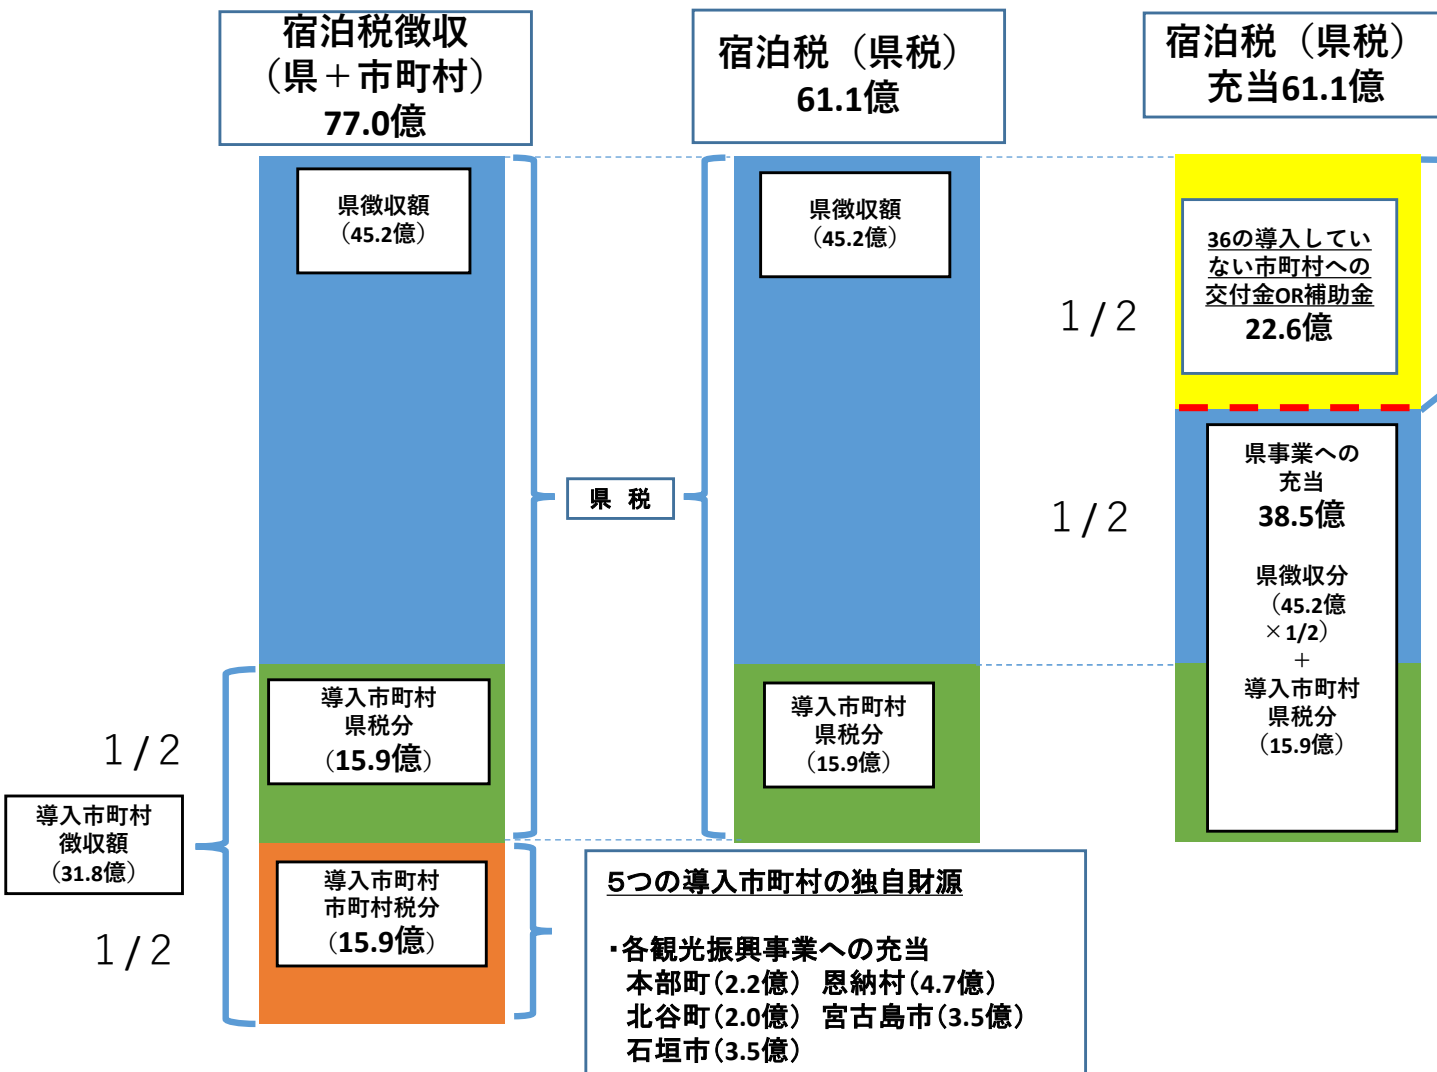 宿泊税徴収
（県＋市町村）
77.0億
宿泊税（県税）
61.1億
宿泊税（県税）
充当61.1億
県徴収額
（45.2億）
県徴収額
（45.2億）
36の導入してい
ない市町村への
交付金OR補助金
22.6億
1/2
県税
1/2
県事業への
充当
38.5億
県徴収分
（45.2億
×1/2）
+
導入市町村
県税分
（15.9億）
導入市町村
県税分
（15.9億）
導入市町村
県税分
（15.9億）
1/2
導入市町村
徴収額
（31.8億）
1/2
導入市町村
市町村税分
（15.9億）
5つの導入市町村の独自財源
・各観光振興事業への充当
本部町（2.2億） 恩納村（4.7億）
北谷町（2.0億） 宮古島市（3.5億）
石垣市（3.5億）